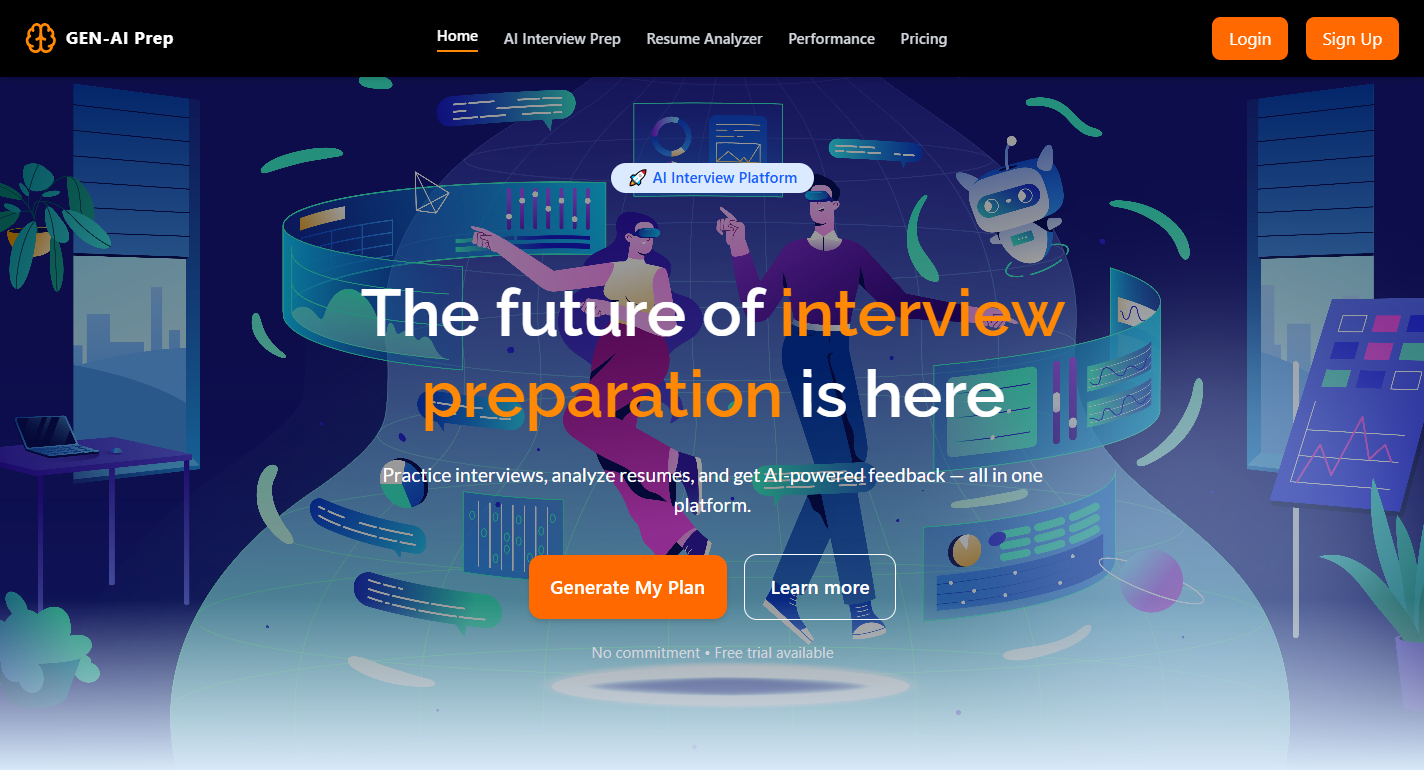 GEN-AI Prep
Home AI Interview Prep Resume Analyzer Performance Pricing
Login Sign Up
🚀 AI Interview Platform
The future of interview
preparation is here
Practice interviews, analyze resumes, and get AI-powered feedback — all in one
platform.
Generate My Plan Learn more
No commitment • Free trial available